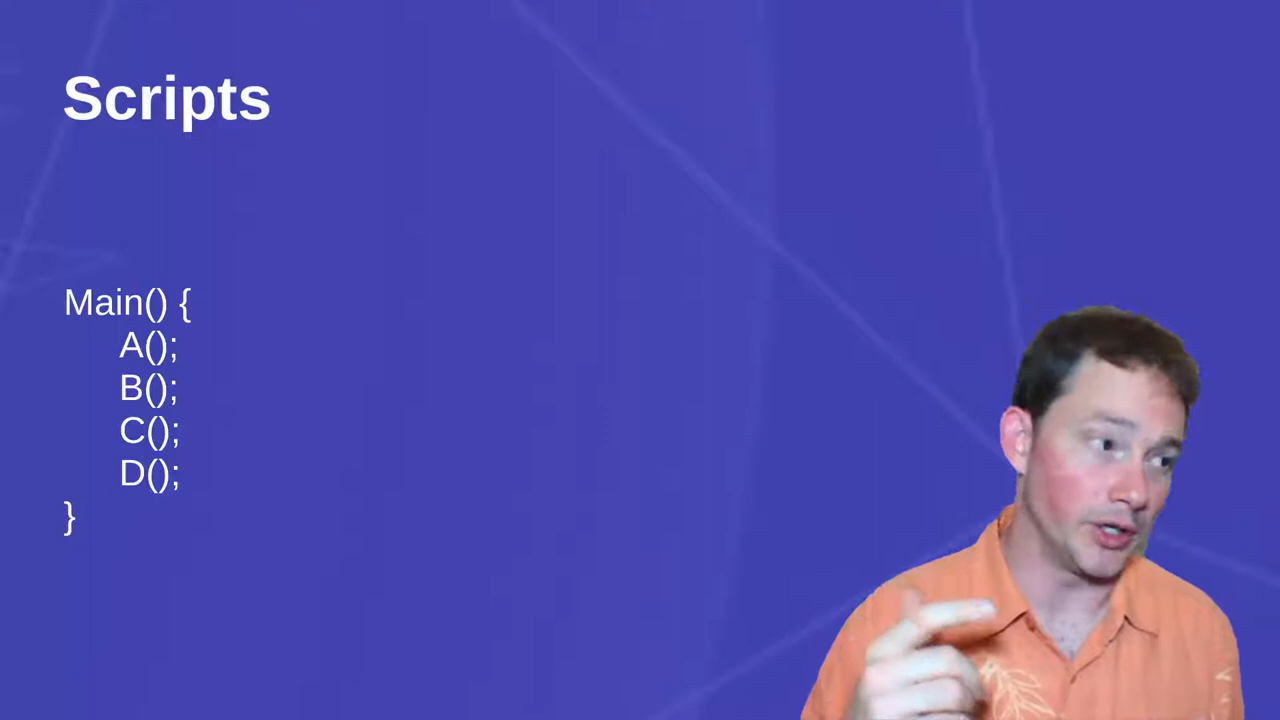 Scripts
Main() {
A();
B();
C();
D();
}